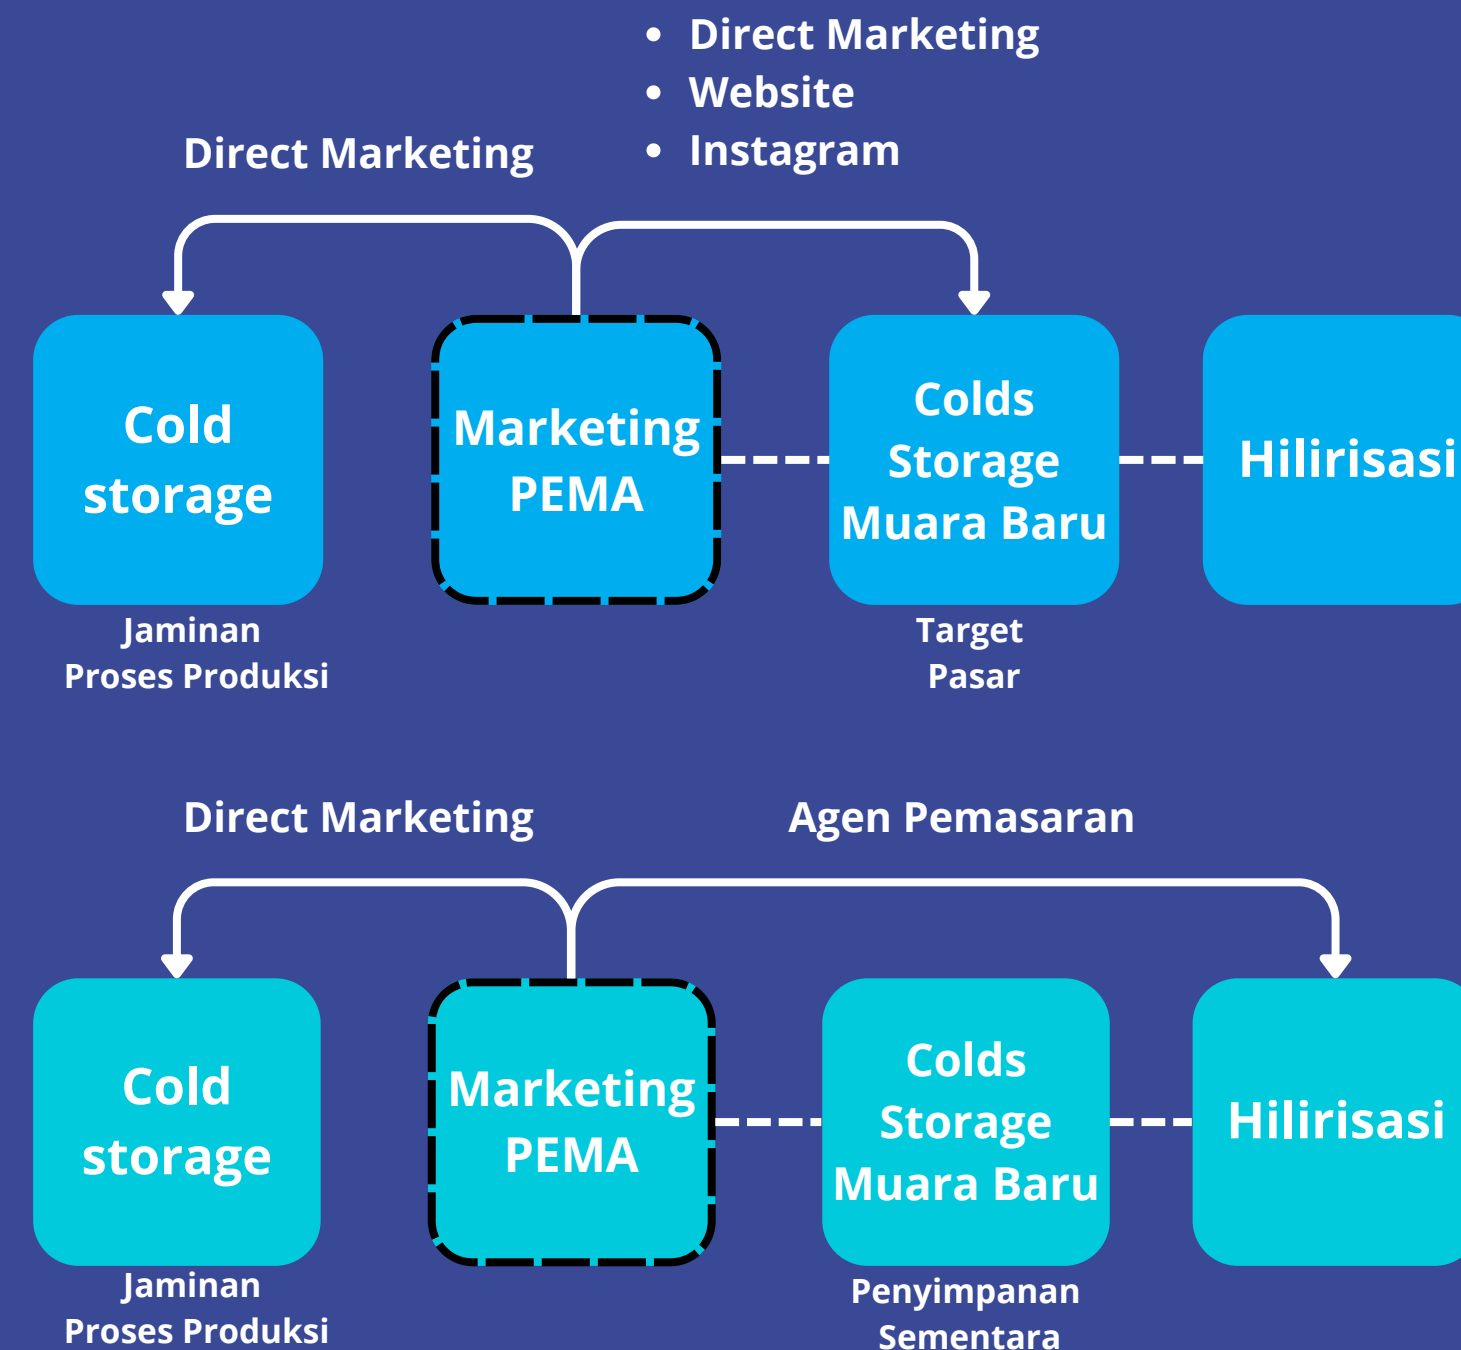 • Direct Marketing
• Website
• Instagram
Direct Marketing
Cold
storage
Marketing
PEMA
Colds
Storage
Muara Baru
Hilirisasi
Jaminan
Proses Produksi
Target
Pasar
Direct Marketing
Agen Pemasaran
Cold
storage
Marketing
PEMA
Colds
Storage
Muara Baru
Hilirisasi
Jaminan
Proses Produksi
Penyimpanan
Sementara